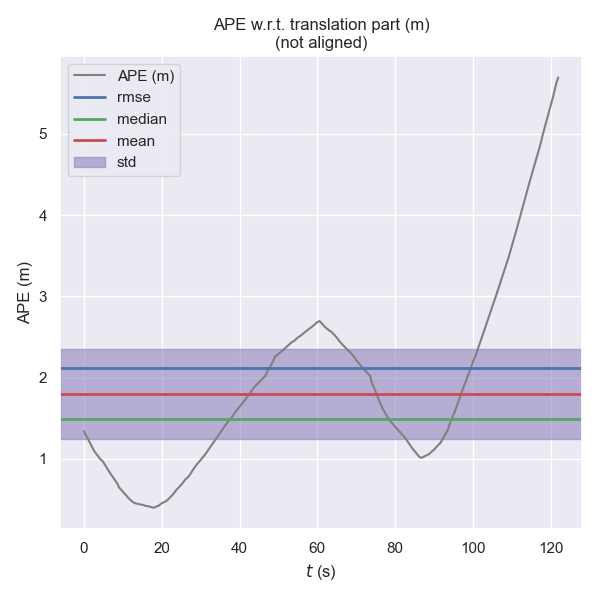 APE w.r.t. translation part (m)
(not aligned)
APE (m)
rmse
median
mean
std
APE (m)
5
4
3
2
1
0
20
40
60
80
100
120
t (s)